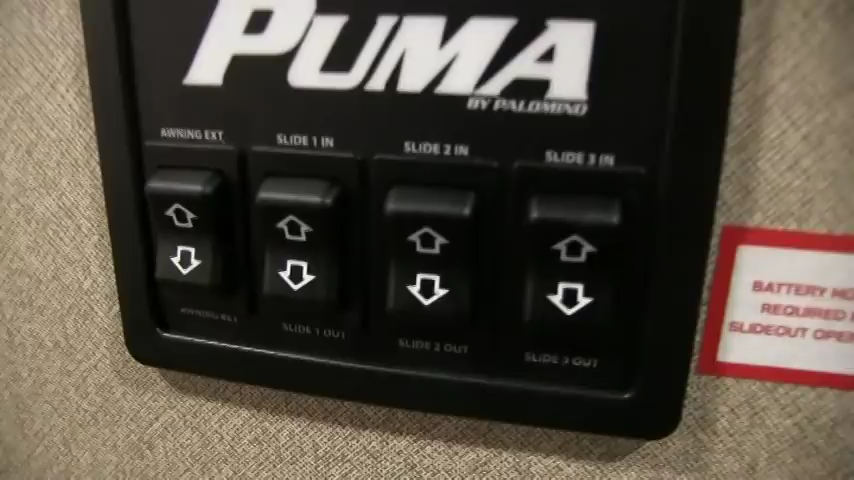 PUMA
BY PALOMINO
AWNING EXT
SLIDE 1 IN
SLIDE 2 IN
SLIDE 3 IN
AWNING RET
SLIDE 1 OUT
SLIDE 2 OUT
SLIDE 3 OUT
BATTERY
REQUIRED
SLIDEOUT